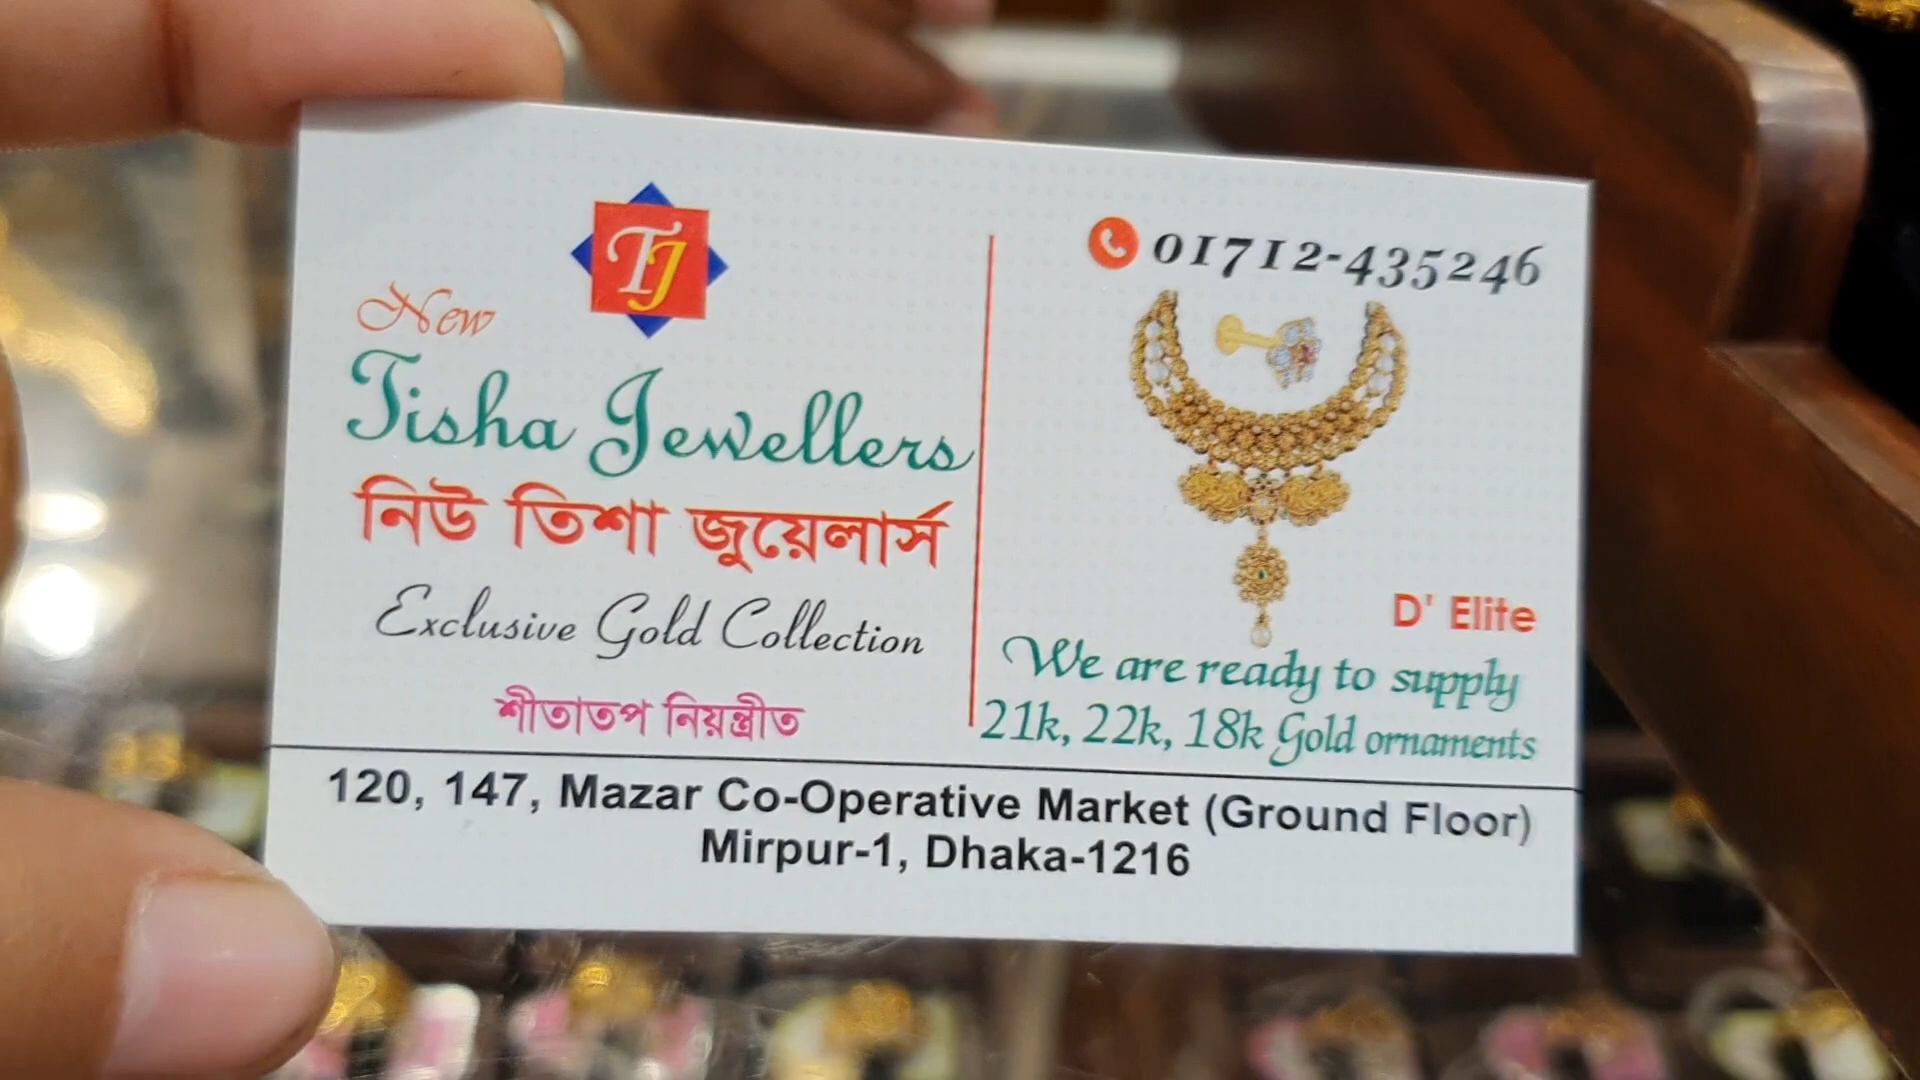 TJ
New
Tisha Jewellers
নিউ তিশা জুয়েলার্স
Exclusive Gold Collection
শীতাতপ নিয়ন্ত্রীত
01712-435246
D' Elite
We are ready to supply
21k, 22k, 18k Gold ornaments
120, 147, Mazar Co-Operative Market (Ground Floor)
Mirpur-1, Dhaka-1216